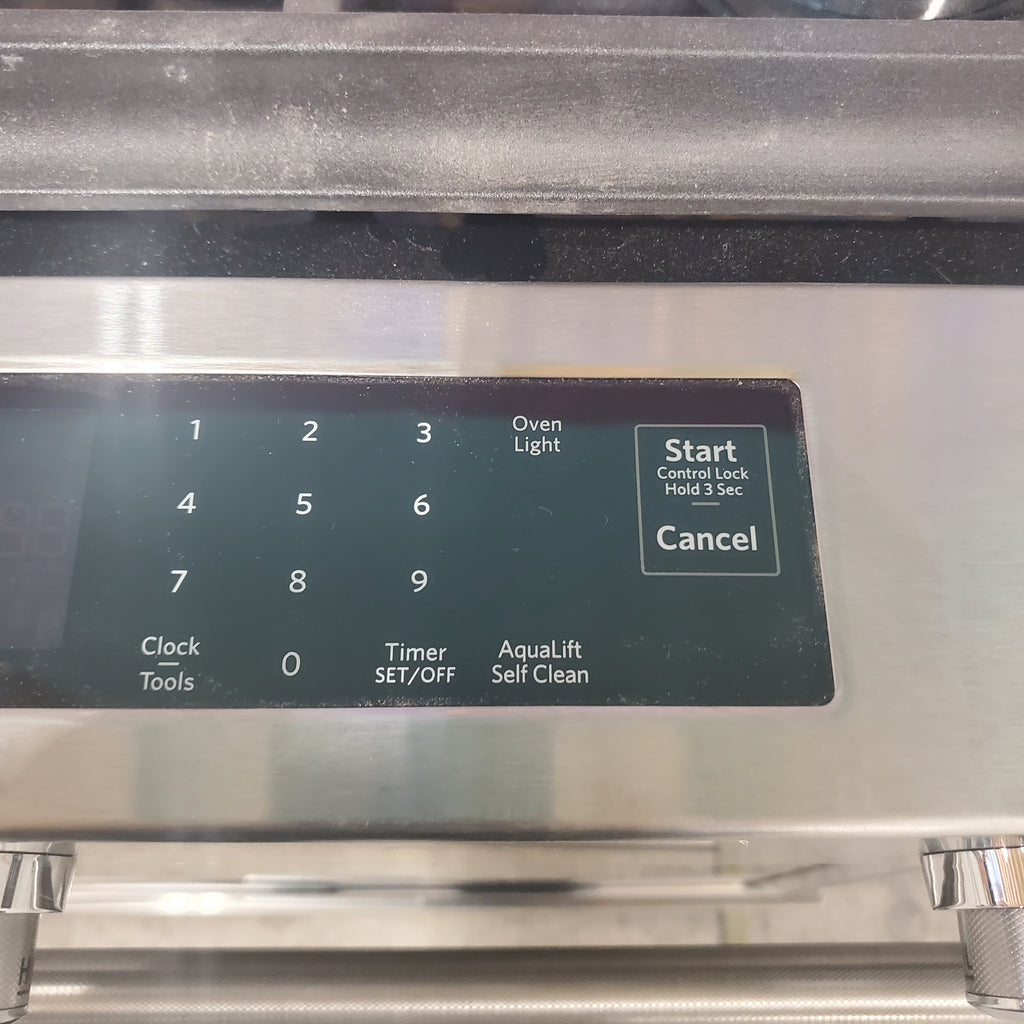 1 2 3 Oven Light
4 5 6
7 8 9
Clock
Tools
0
Timer
SET/OFF
AquaLift
Self Clean
Start
Control Lock
Hold 3 Sec
Cancel